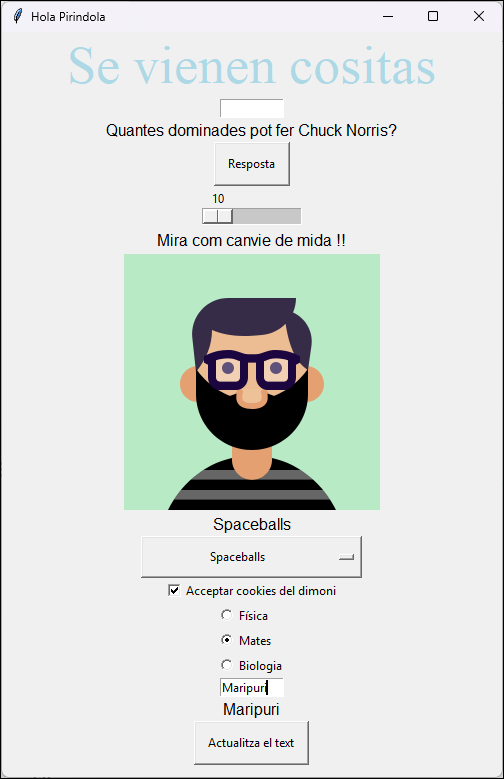 Hola Pirindola
Se vienen cositas
Quantes dominades pot fer Chuck Norris?
Resposta
10
Mira com canvie de mida !!
Spaceballs
Spaceballs
Acceptar cookies del dimoni
Física
Mates
Biologia
Maripuri
Maripuri
Actualitza el text